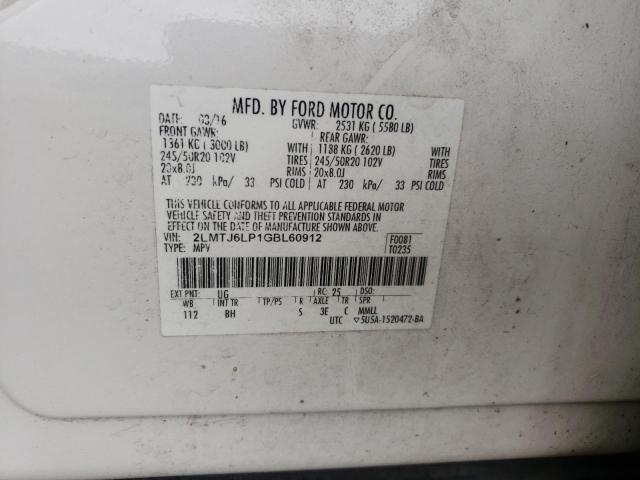 MFD. BY FORD MOTOR CO.
DATE: 03/16 GVWR: 2531 KG ( 5580 LB)
FRONT GAWR: REAR GAWR:
1361 KG ( 3000 LB) WITH 1188 KG ( 2620 LB) WITH
245/50R20 102V TIRES 245/50R20 102V TIRES
20x8.0J RIMS 20x8.0J RIMS
AT 230 kPa/ 33 PSI COLD AT 230 kPa/ 33 PSI COLD
THIS VEHICLE CONFORMS TO ALL APPLICABLE FEDERAL MOTOR
VEHICLE SAFETY AND THEFT PREVENTION STANDARDS IN
EFFECT ON THE DATE OF MANUFACTURE SHOWN ABOVE.
VIN: 2LMTJ6LP1GBL60912 F0081
TYPE: MPV T0235
EXT PNT: UG RC: 25 DSO:
WB INT TR TP/PS R AXLE TR SPR
112 BH S 3E C MMLL
UTC 5U5A-1520472-BA